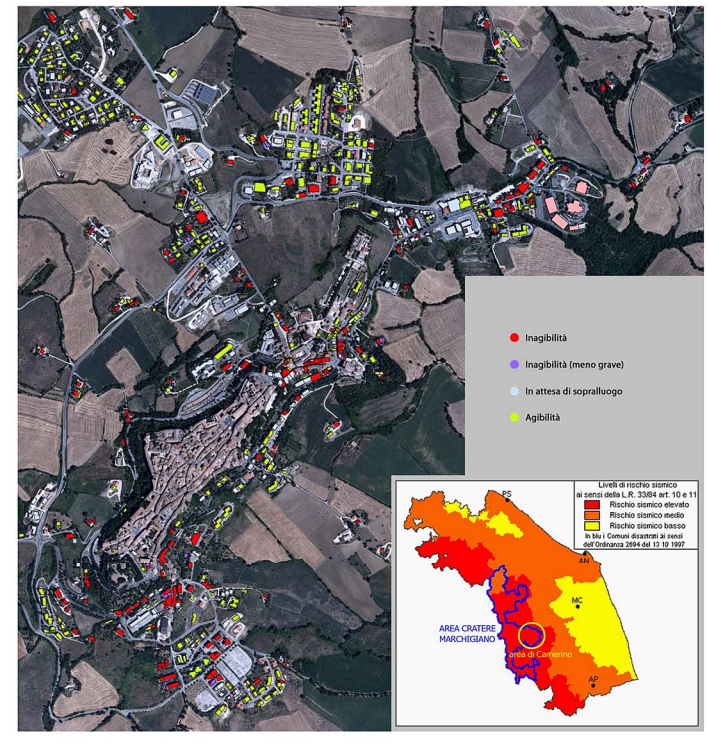 Inagibilità
Inagibilità (meno grave)
In attesa di sopralluogo
Agibilità
Livelli di rischio sismico
ai sensi della L.R. 33/84 art. 10 e 11
Rischio sismico elevato
Rischio sismico medio
Rischio sismico basso
In blu i Comuni disastrati ai sensi
dell'Ordinanza 2694 del 13 10 1997
PS
AN
MC
AREA CRATERE
MARCHIGIANO
area di Camerino
AP